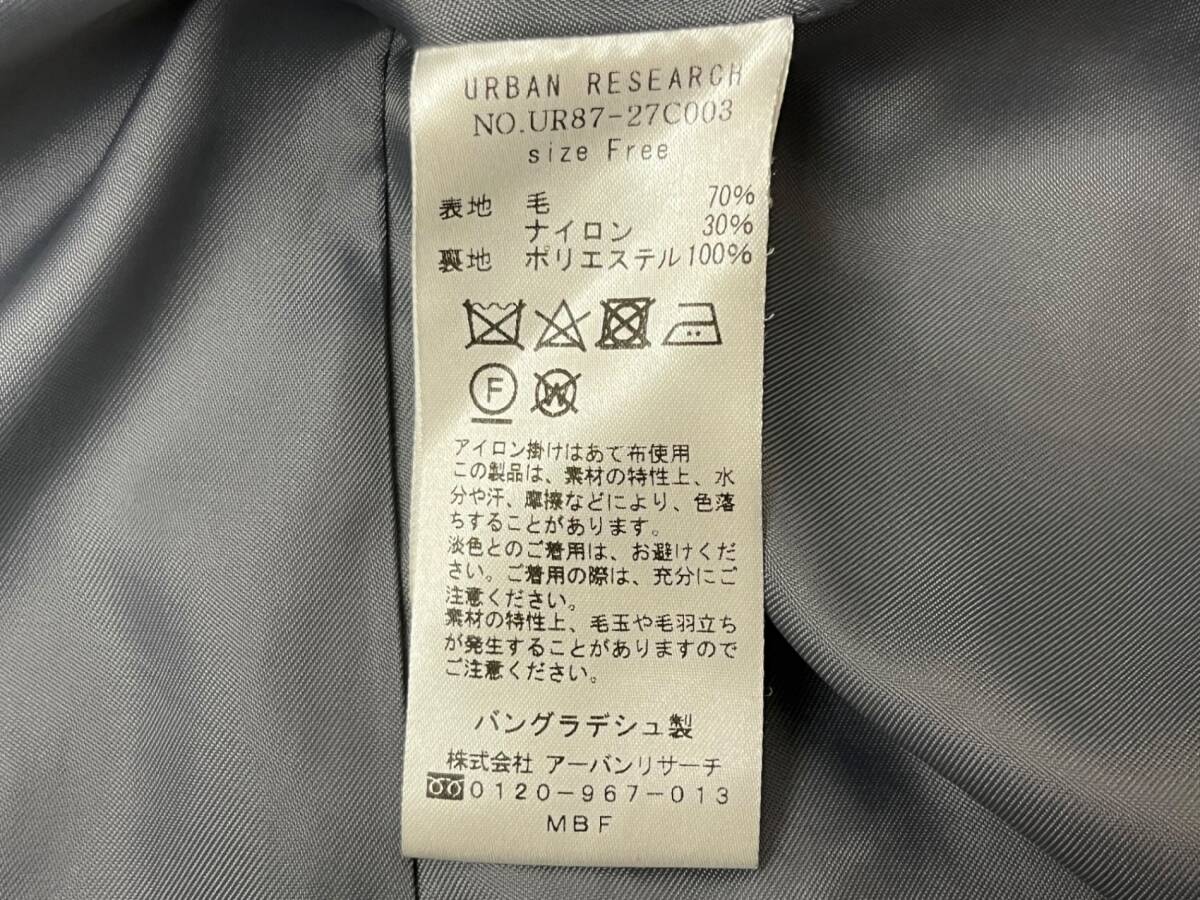 URBAN RESEARCH
NO.UR87-27C003
size Free
表地 毛 70%
ナイロン 30%
裏地 ポリエステル100%
F
W
アイロン掛けはあて布使用
この製品は、素材の特性上、水
分や汗、摩擦などにより、色落
ちすることがあります。
淡色とのご着用は、お避けくだ
さい。ご着用の際は、充分にご
注意ください。
素材の特性上、毛玉や毛羽立ち
が発生することがありますので
ご注意ください。
バングラデシュ製
株式会社 アーバンリサーチ
0120-967-013
MBF